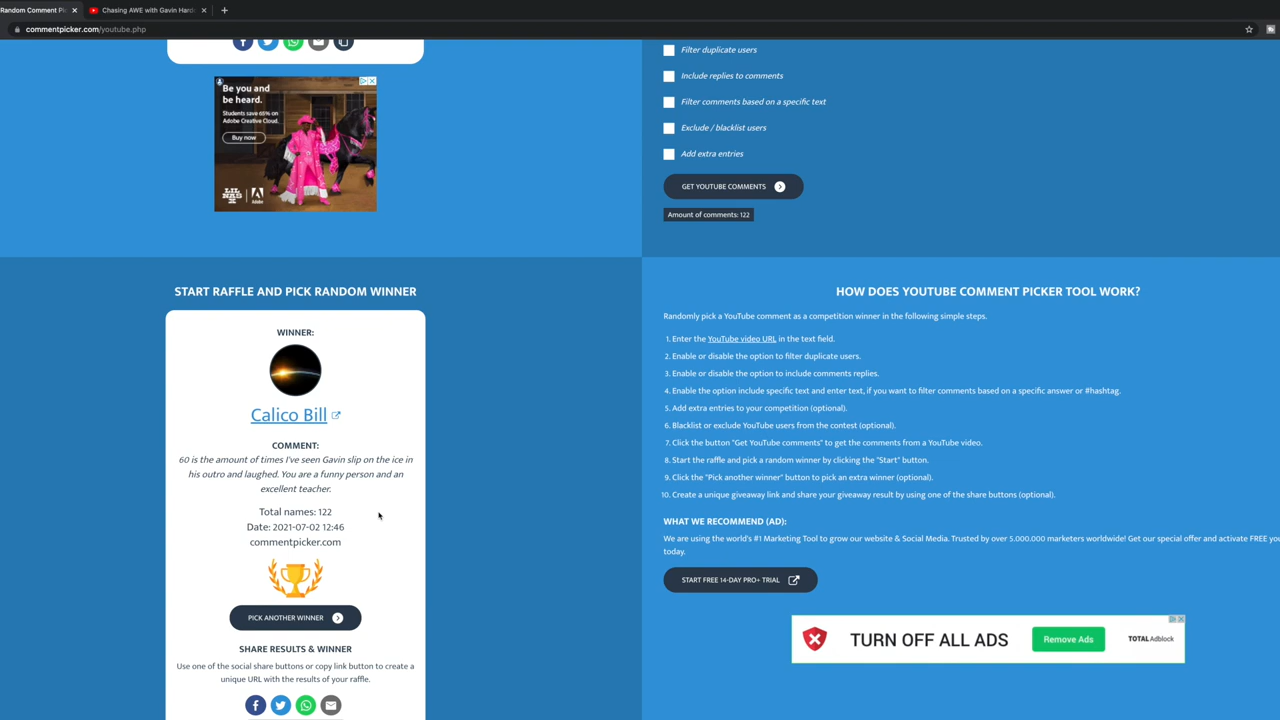 Random Comment Pi
Chasing AWE with Gavin Hard
commentpicker.com/youtube.php
Filter duplicate users
Include replies to comments
Filter comments based on a specific text
Exclude / blacklist users
Add extra entries
GET YOUTUBE COMMENTS
Amount of comments: 122
Be you and
be heard.
Students save 65% on
Adobe Creative Cloud.
Buy now
LIL
NAS
X
Adobe
START RAFFLE AND PICK RANDOM WINNER
WINNER:
Calico Bill
COMMENT:
60 is the amount of times I've seen Gavin slip on the ice in
his outro and laughed. You are a funny person and an
excellent teacher.
Total names: 122
Date: 2021-07-02 12:46
commentpicker.com
PICK ANOTHER WINNER
SHARE RESULTS & WINNER
Use one of the social share buttons or copy link button to create a
unique URL with the results of your raffle.
HOW DOES YOUTUBE COMMENT PICKER TOOL WORK?
Randomly pick a YouTube comment as a competition winner in the following simple steps.
1. Enter the YouTube video URL in the text field.
2. Enable or disable the option to filter duplicate users.
3. Enable or disable the option to include comments replies.
4. Enable the option include specific text and enter text, if you want to filter comments based on a specific answer or #hashtag.
5. Add extra entries to your competition (optional).
6. Blacklist or exclude YouTube users from the contest (optional).
7. Click the button "Get YouTube comments" to get the comments from a YouTube video.
8. Start the raffle and pick a random winner by clicking the "Start" button.
9. Click the "Pick another winner" button to pick an extra winner (optional).
10. Create a unique giveaway link and share your giveaway result by using one of the share buttons (optional).
WHAT WE RECOMMEND (AD):
We are using the world's #1 Marketing Tool to grow our website & Social Media. Trusted by over 5.000.000 marketers worldwide! Get our special offer and activate FREE you
today.
START FREE 14-DAY PRO+ TRIAL
TURN OFF ALL ADS
Remove Ads
TOTAL Adblock